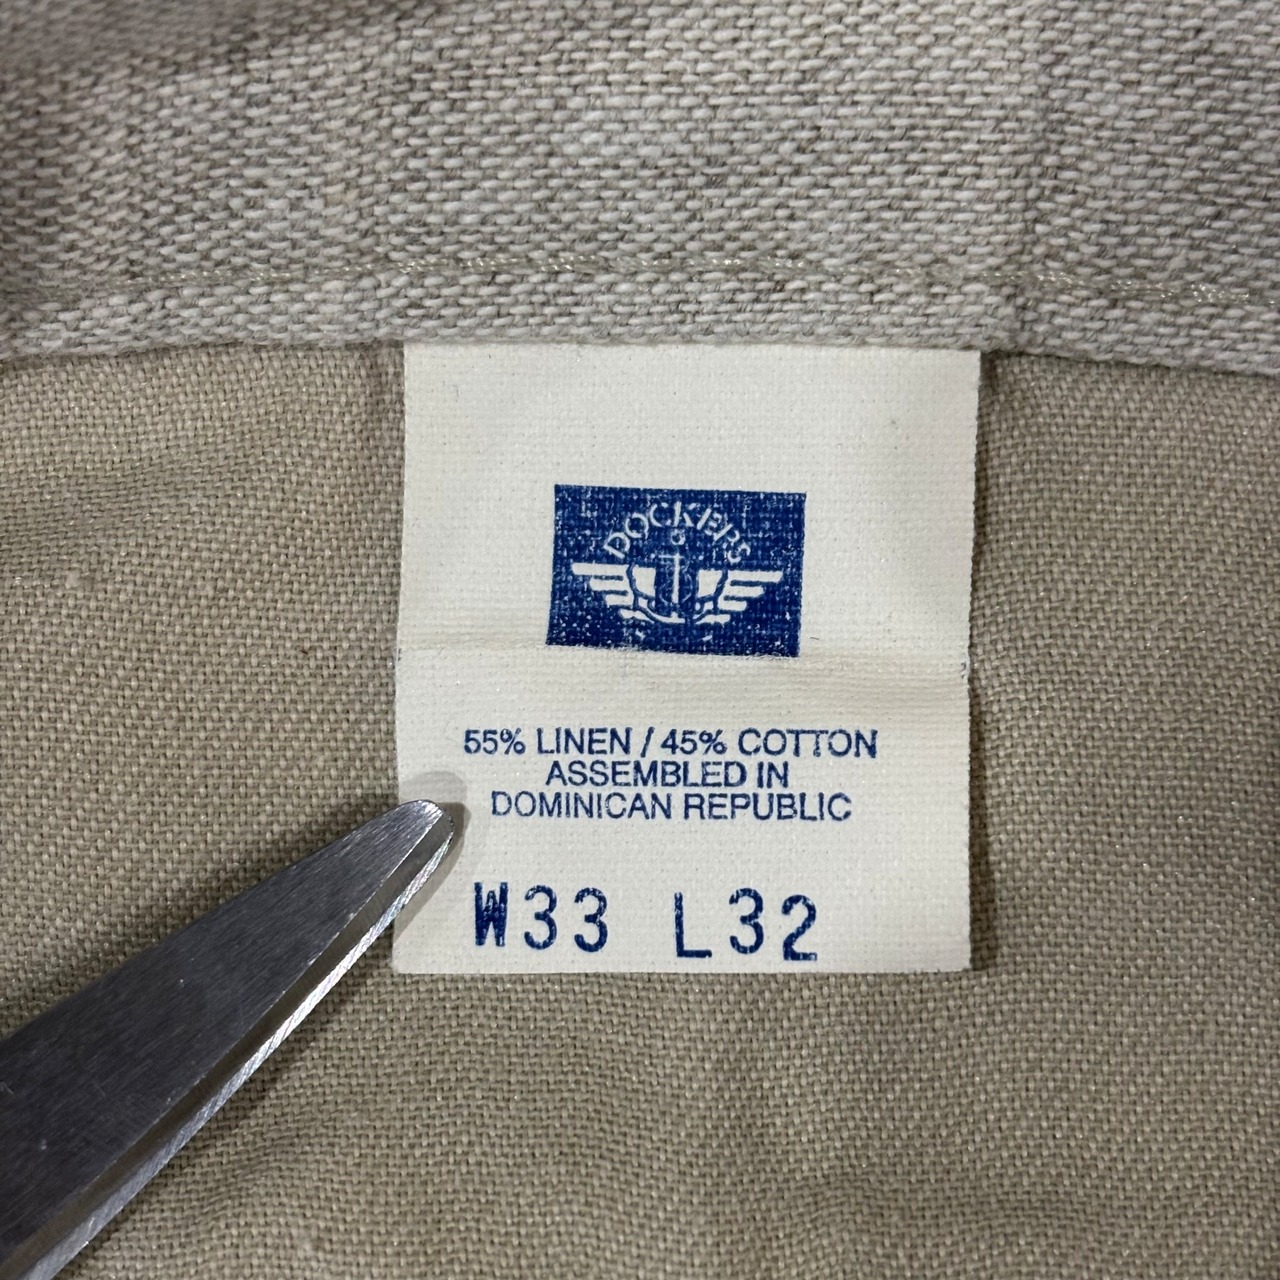 DOCKERS
55% LINEN / 45% COTTON
ASSEMBLED IN
DOMINICAN REPUBLIC
W33 L32